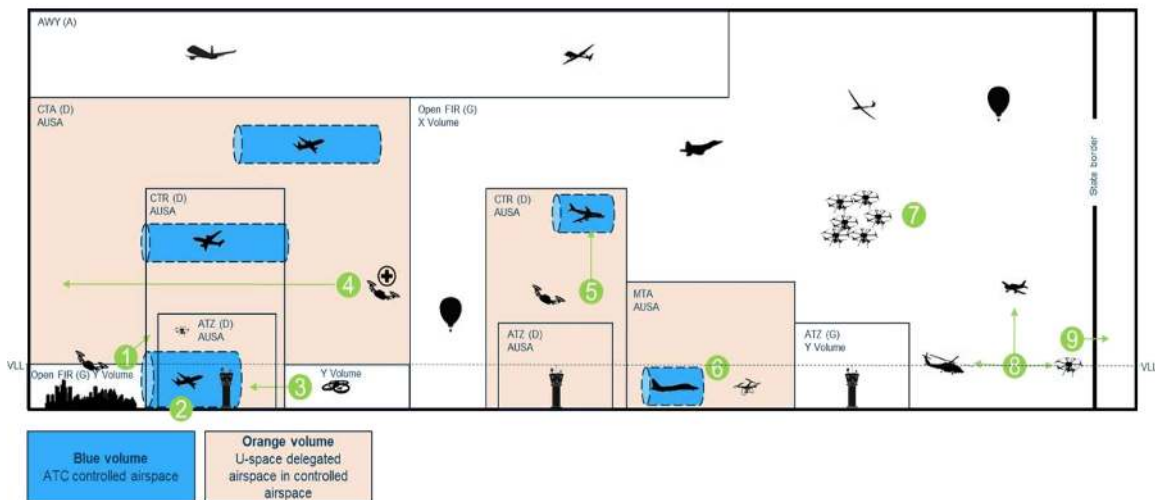 AWY (A)
CTA (D)
AUSA
Open FIR (G)
X Volume
State border
CTR (D)
AUSA
CTR (D)
AUSA
7
4
5
MTA
AUSA
ATZ (D)
AUSA
ATZ (D)
AUSA
ATZ (G)
Y Volume
1
9
VLL
VLL
Open FIR (G) Y Volume
Y Volume
6
8
3
2
Blue volume
ATC controlled airspace
Orange volume
U-space delegated
airspace in controlled
airspace